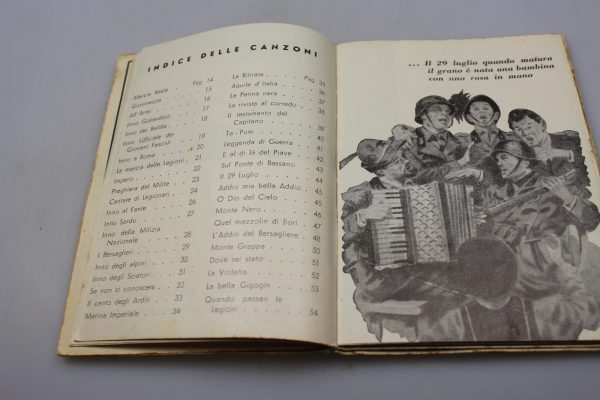 INDICE DELLE CANZONI
Marcia Reale Pag. 14
Giovinezza 15
All'Armi 16
Inno Goliardico 17
Inno dei Balilla
Inno Ufficiale dei
Giovani Fascisti 19
Inno a Roma 20
La marcia delle Legioni 21
Impero 22
Preghiera del Milite 23
Cantate di Legionari 24
Inno al Fante 26
Inno Sardo 27
Inno della Milizia
Nazionale 28
I Bersaglieri 29
Inno degli alpini 30
Inno degli Sciatori 31
Se non ci conoscete 32
Il canto degli Arditi 33
Marina Imperiale 34
La Ritirata Pag. 35
Aquile d'Italia 36
La Penna nera 37
La rivista al corredo 38
Il testamento del
Capitano 39
Ta - Pum 40
Leggenda di Guerra 41
E al di là del Piave 42
Sul Ponte di Bassano 43
Il 29 luglio 44
Addio mia bella Addio 45
O Dio del Cielo 45
Monte Nero 46
Quel mazzolin di fiori 47
L'Addio del Bersagliere 48
Monte Grappa 50
Dove sei stato 51
La Violetta 52
La bella Gigogin 53
Quando passan le
Legioni 54
... Il 29 luglio quando matura
il grano è nata una bambina
con una rosa in mano